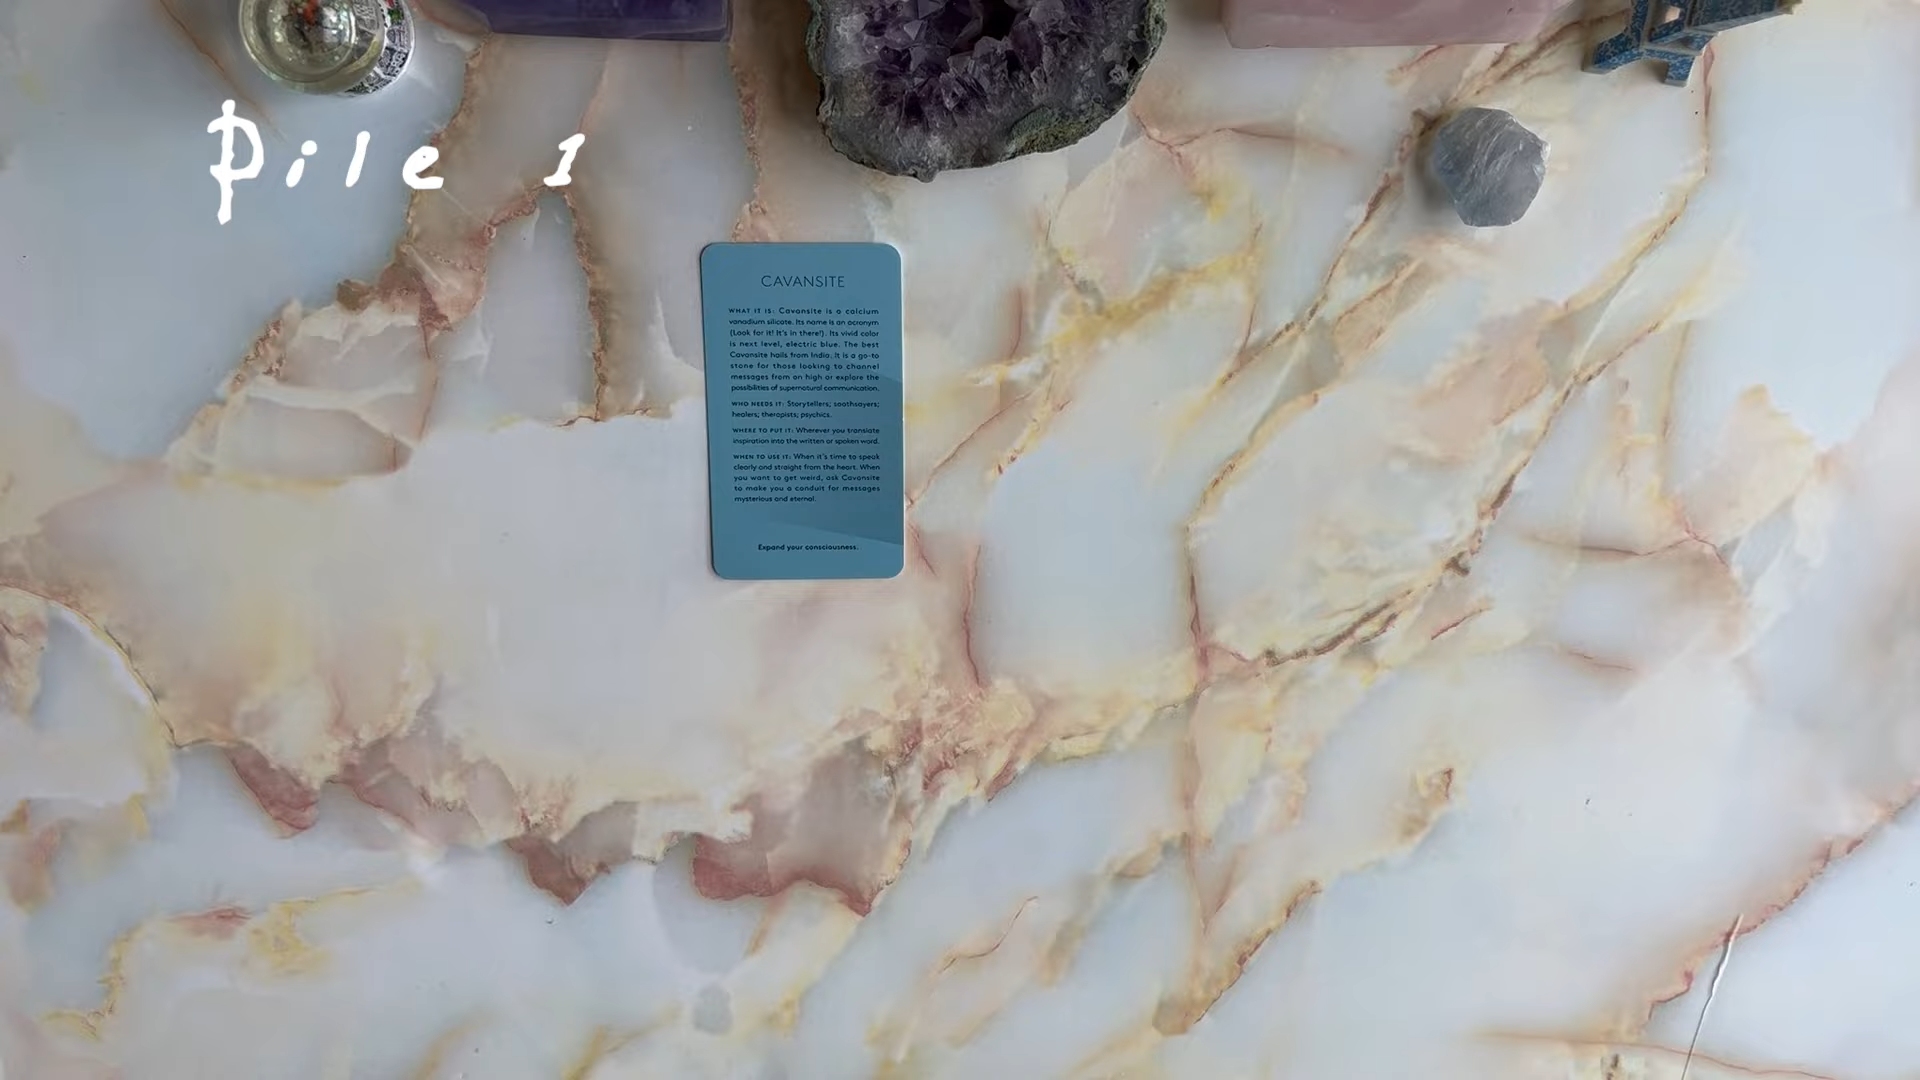 Pile 1
CAVANSITE
WHAT IT IS: Cavansite is a calcium
vanadium silicate. Its name is an acronym
(Look for it! It's in there!). Its vivid color
is next level, electric blue. The best
Cavansite hails from India. It is a go-to
stone for those looking to channel
messages from on high or explore the
possibilities of supernatural communication.
WHO NEEDS IT: Storytellers; soothsayers;
healers; therapists; psychics.
WHERE TO PUT IT: Wherever you translate
inspiration into the written or spoken word.
WHEN TO USE IT: When it's time to speak
clearly and straight from the heart. When
you want to get weird, ask Cavansite
to make you a conduit for messages
mysterious and eternal.
Expand your consciousness.